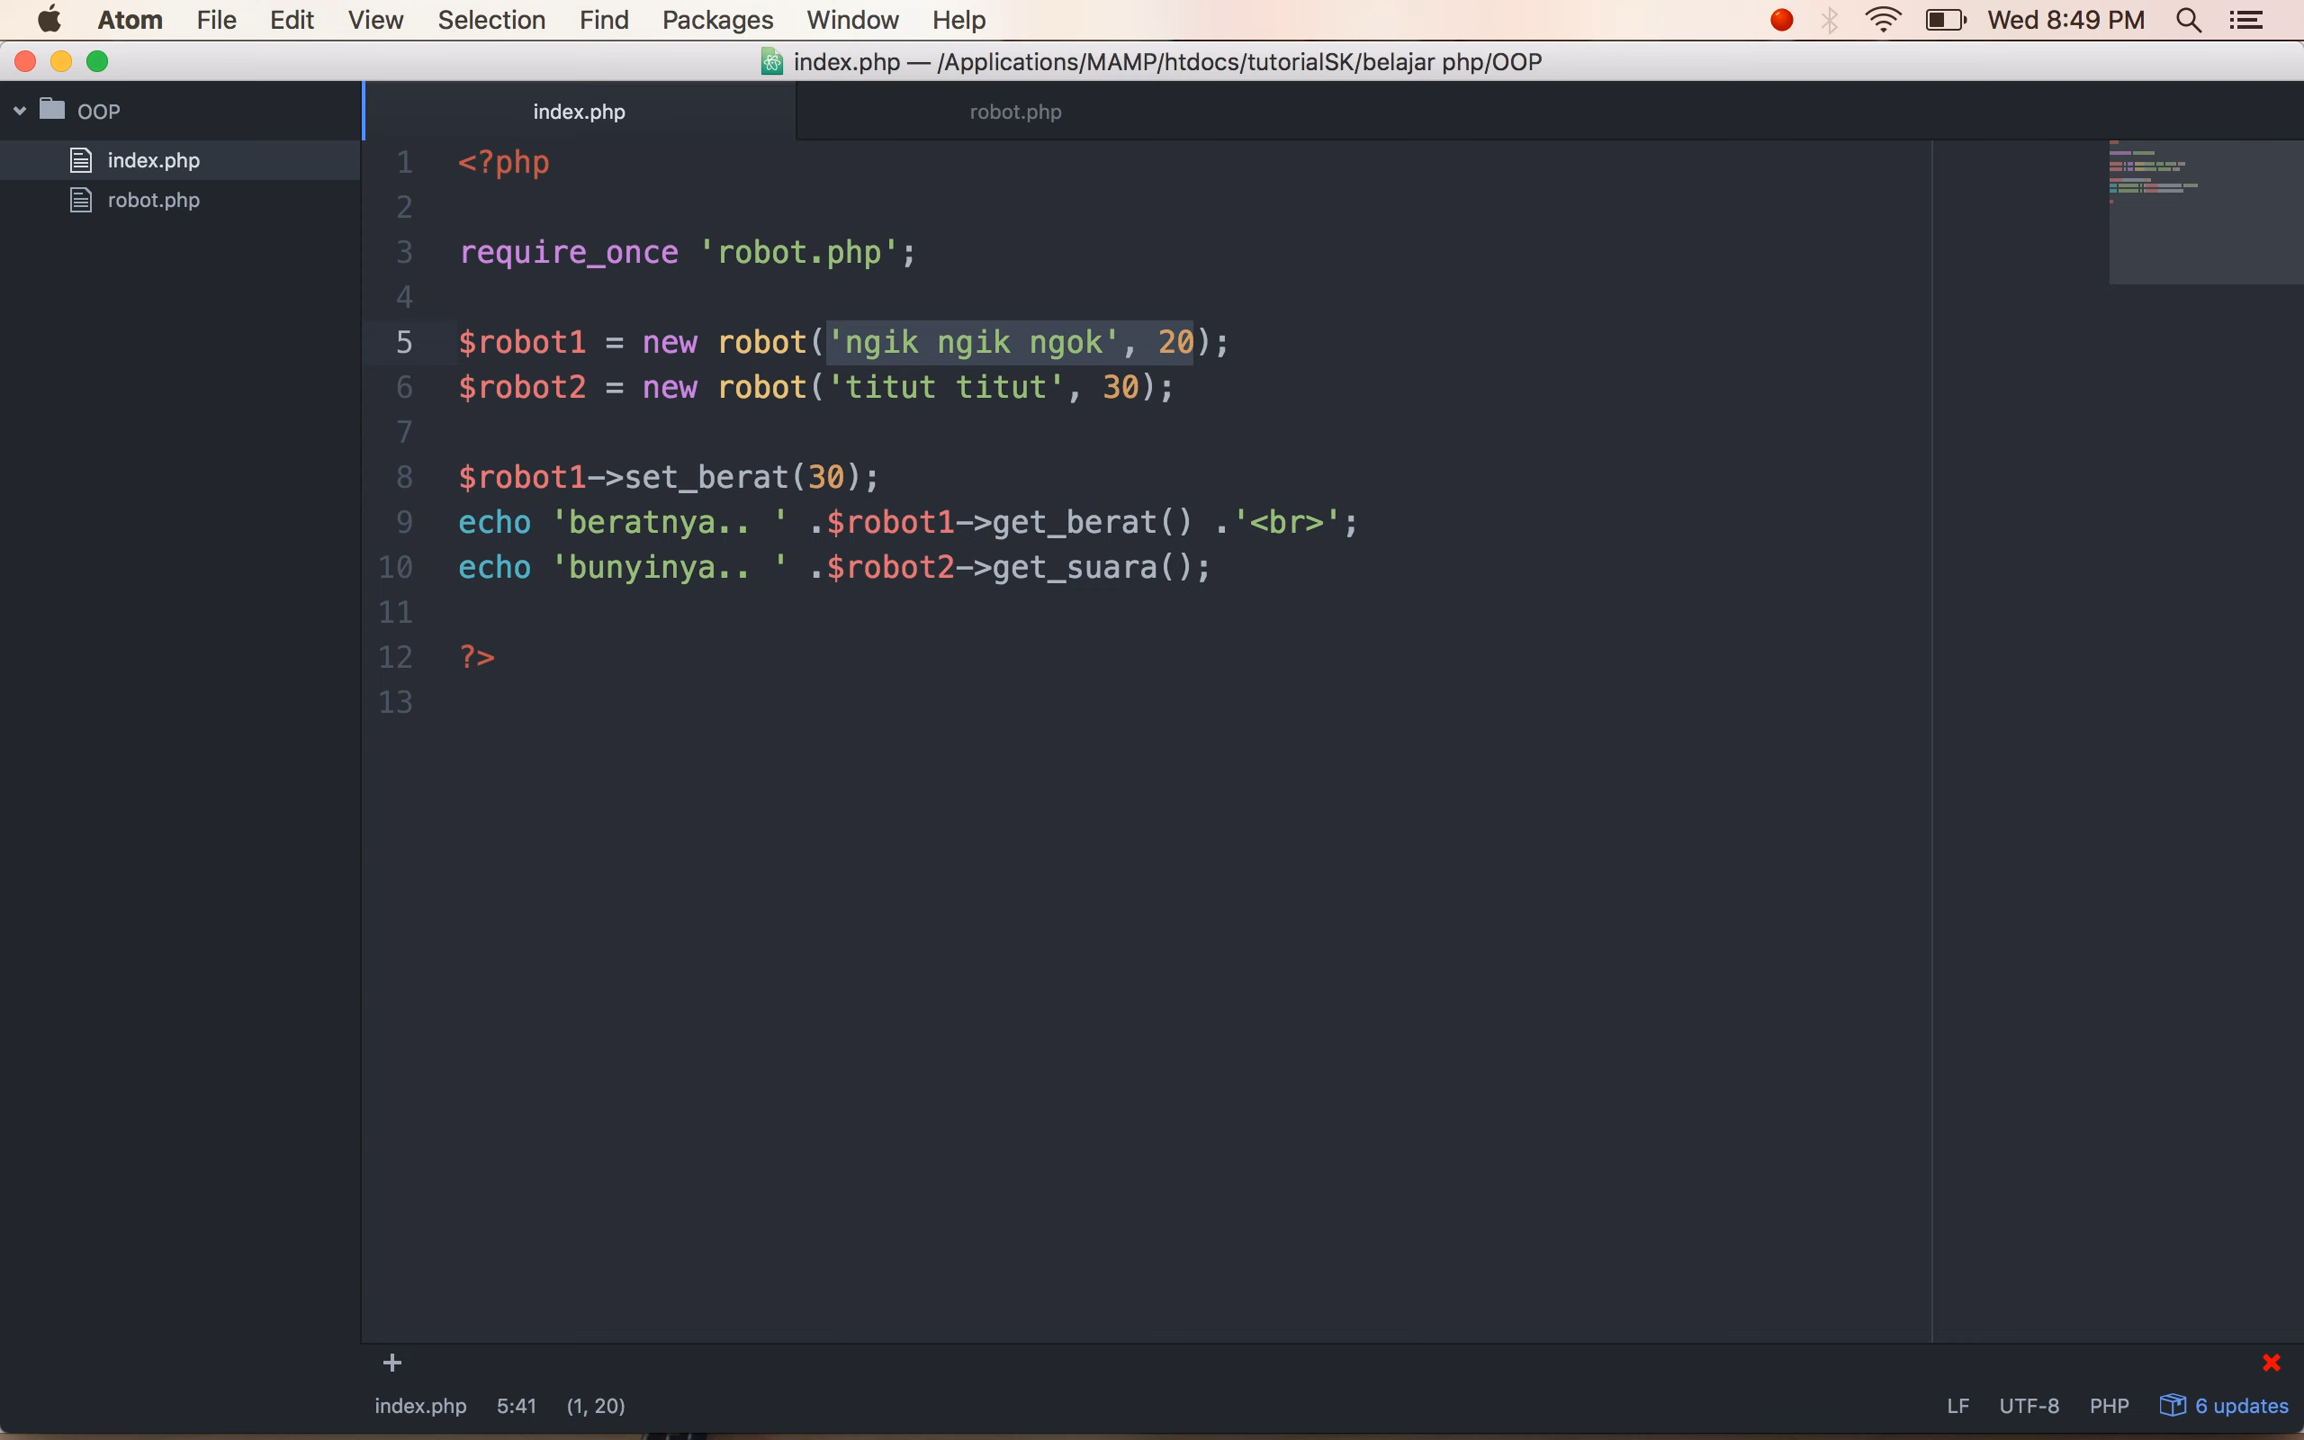 Atom File Edit View Selection Find Packages Window Help Wed 8:49 PM
index.php — /Applications/MAMP/htdocs/tutorialSK/belajar php/OOP
OOP
index.php
robot.php
index.php robot.php
1 <?php
2
3 require_once 'robot.php';
4
5 $robot1 = new robot('ngik ngik ngok', 20);
6 $robot2 = new robot('titut titut', 30);
7
8 $robot1->set_berat(30);
9 echo 'beratnya.. ' .$robot1->get_berat() .'<br>';
10 echo 'bunyinya.. ' .$robot2->get_suara();
11
12 ?>
13
+
index.php 5:41 (1, 20) LF UTF-8 PHP 6 updates